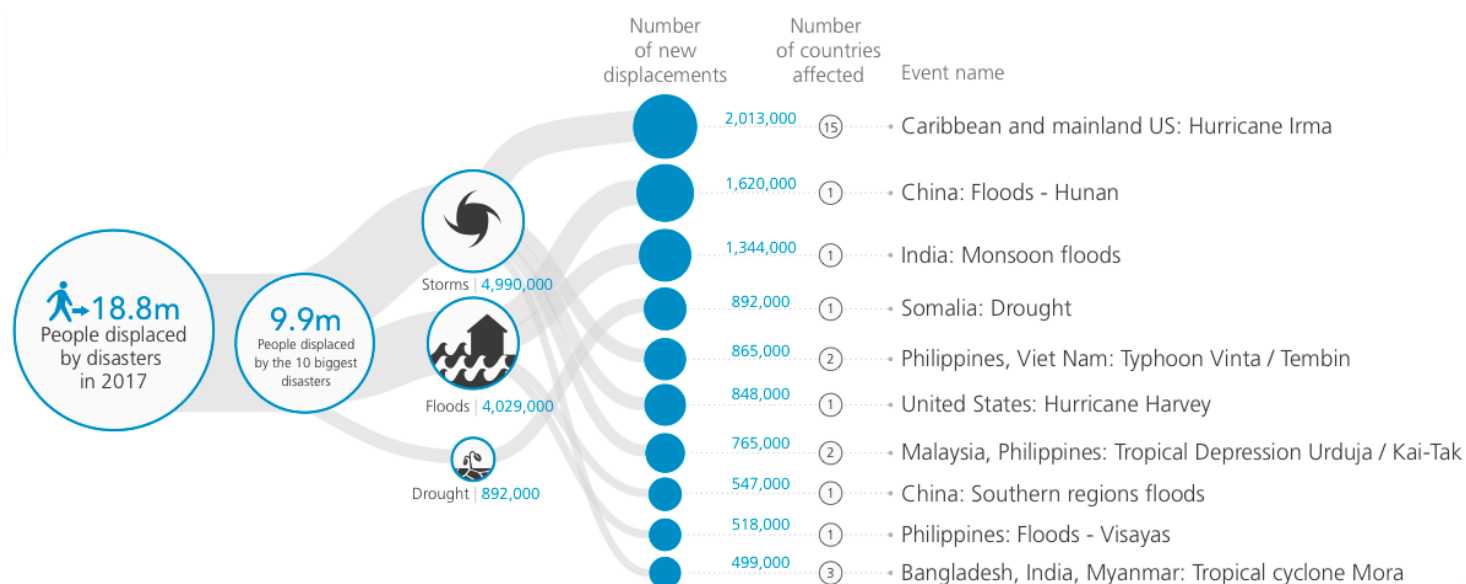 Number
of new
displacements
Number
of countries
affected
Event name
2,013,000 15 Caribbean and mainland US: Hurricane Irma
1,620,000 1 China: Floods - Hunan
1,344,000 1 India: Monsoon floods
892,000 1 Somalia: Drought
865,000 2 Philippines, Viet Nam: Typhoon Vinta / Tembin
848,000 1 United States: Hurricane Harvey
765,000 2 Malaysia, Philippines: Tropical Depression Urduja / Kai-Tak
547,000 1 China: Southern regions floods
518,000 1 Philippines: Floods - Visayas
499,000 3 Bangladesh, India, Myanmar: Tropical cyclone Mora
18.8m
People displaced
by disasters
in 2017
9.9m
People displaced
by the 10 biggest
disasters
Storms | 4,990,000
Floods | 4,029,000
Drought | 892,000